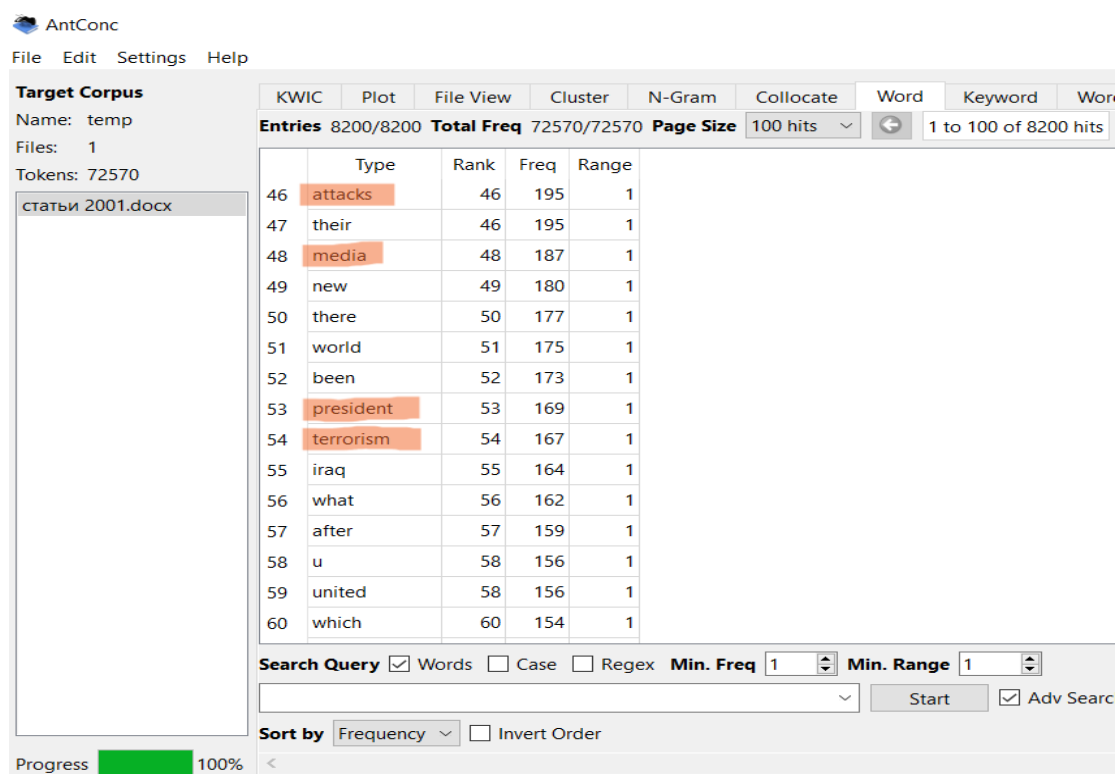 AntConc
File Edit Settings Help
Target Corpus
Name: temp
Files: 1
Tokens: 72570
статьи 2001.docx
Progress 100%
KWIC Plot File View Cluster N-Gram Collocate Word Keyword Wor
Entries 8200/8200 Total Freq 72570/72570 Page Size 100 hits 1 to 100 of 8200 hits
Type Rank Freq Range
46 attacks 46 195 1
47 their 46 195 1
48 media 48 187 1
49 new 49 180 1
50 there 50 177 1
51 world 51 175 1
52 been 52 173 1
53 president 53 169 1
54 terrorism 54 167 1
55 iraq 55 164 1
56 what 56 162 1
57 after 57 159 1
58 u 58 156 1
59 united 58 156 1
60 which 60 154 1
Search Query Words Case Regex Min. Freq 1 Min. Range 1
Start Adv Searc
Sort by Frequency Invert Order